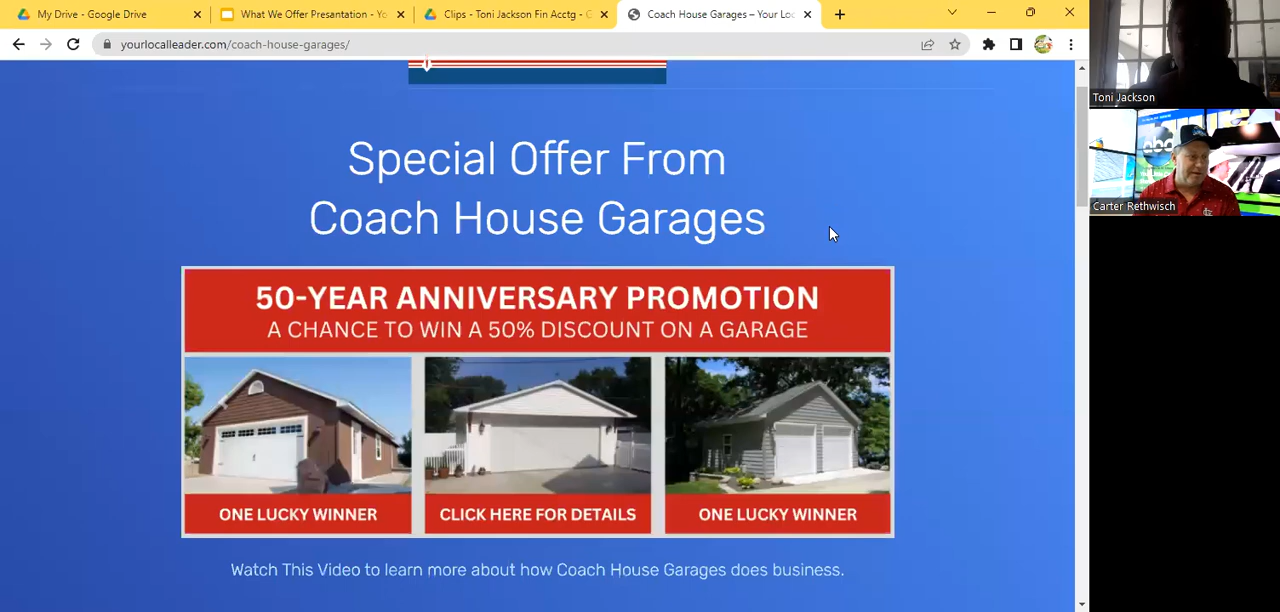 My Drive - Google Drive
What We Offer Presantation - Yo
Clips - Toni Jackson Fin Acctg - G
Coach House Garages – Your Loc
yourlocalleader.com/coach-house-garages/
Toni Jackson
Special Offer From
Coach House Garages
abc
Carter Rethwisch
50-YEAR ANNIVERSARY PROMOTION
A CHANCE TO WIN A 50% DISCOUNT ON A GARAGE
ONE LUCKY WINNER
CLICK HERE FOR DETAILS
ONE LUCKY WINNER
Watch This Video to learn more about how Coach House Garages does business.